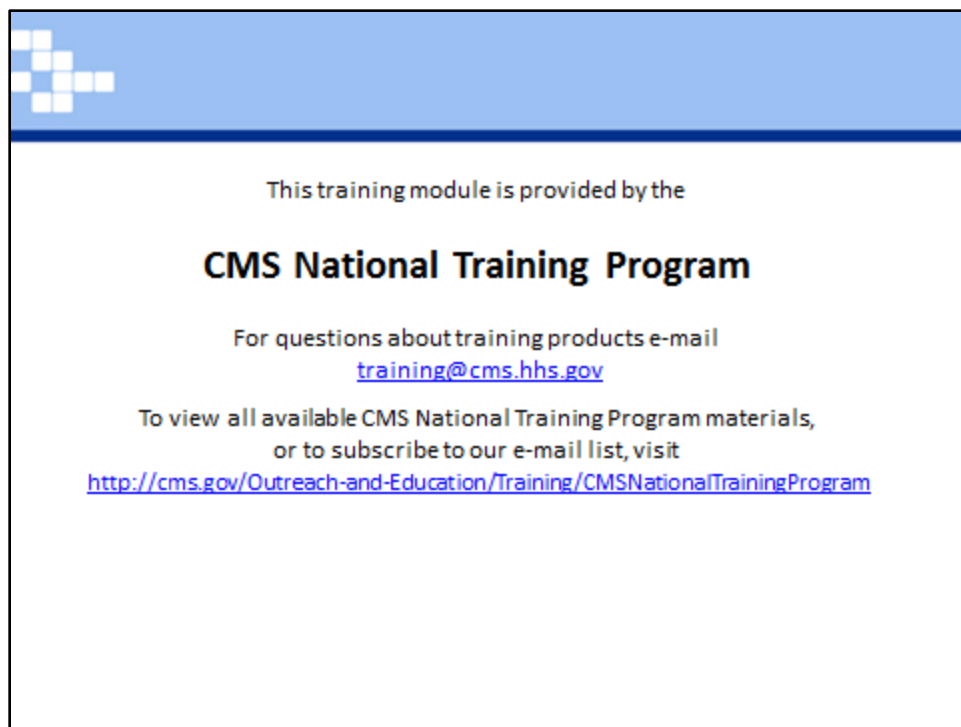 This training module is provided by the
CMS National Training Program
For questions about training products e-mail
training@cms.hhs.gov
To view all available CMS National Training Program materials,
or to subscribe to our e-mail list, visit
http://cms.gov/Outreach-and-Education/Training/CMSNationalTrainingProgram